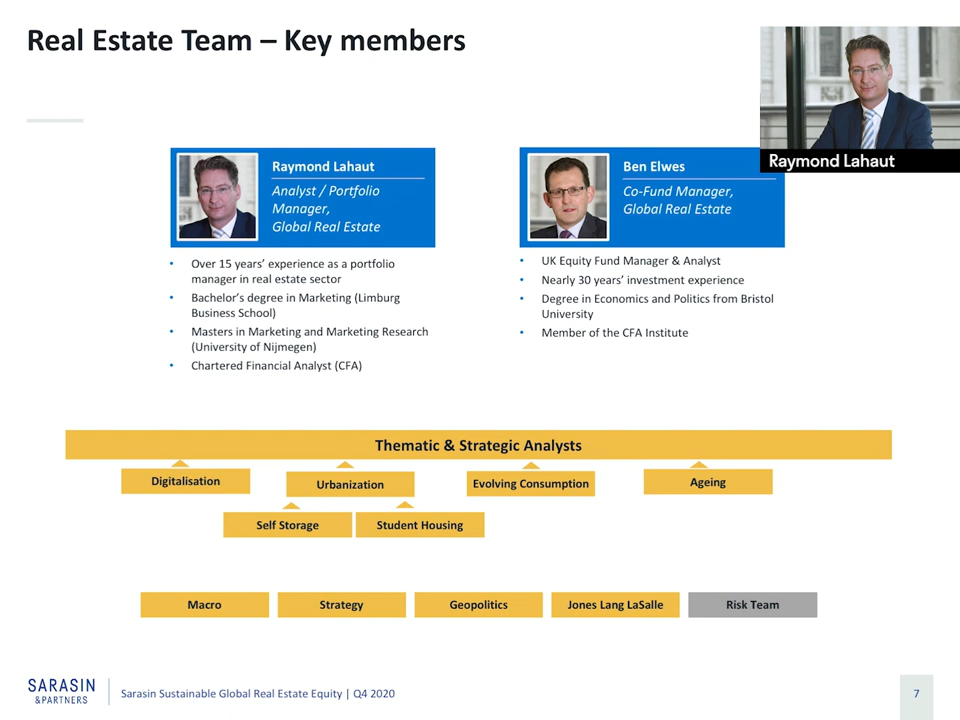 Real Estate Team – Key members
Raymond Lahaut
Raymond Lahaut
Analyst / Portfolio
Manager,
Global Real Estate
• Over 15 years’ experience as a portfolio
manager in real estate sector
• Bachelor’s degree in Marketing (Limburg
Business School)
• Masters in Marketing and Marketing Research
(University of Nijmegen)
• Chartered Financial Analyst (CFA)
Ben Elwes
Co-Fund Manager,
Global Real Estate
• UK Equity Fund Manager & Analyst
• Nearly 30 years’ investment experience
• Degree in Economics and Politics from Bristol
University
• Member of the CFA Institute
Thematic & Strategic Analysts
Digitalisation
Urbanization
Evolving Consumption
Ageing
Self Storage
Student Housing
Macro
Strategy
Geopolitics
Jones Lang LaSalle
Risk Team
SARASIN
& PARTNERS
Sarasin Sustainable Global Real Estate Equity | Q4 2020
7